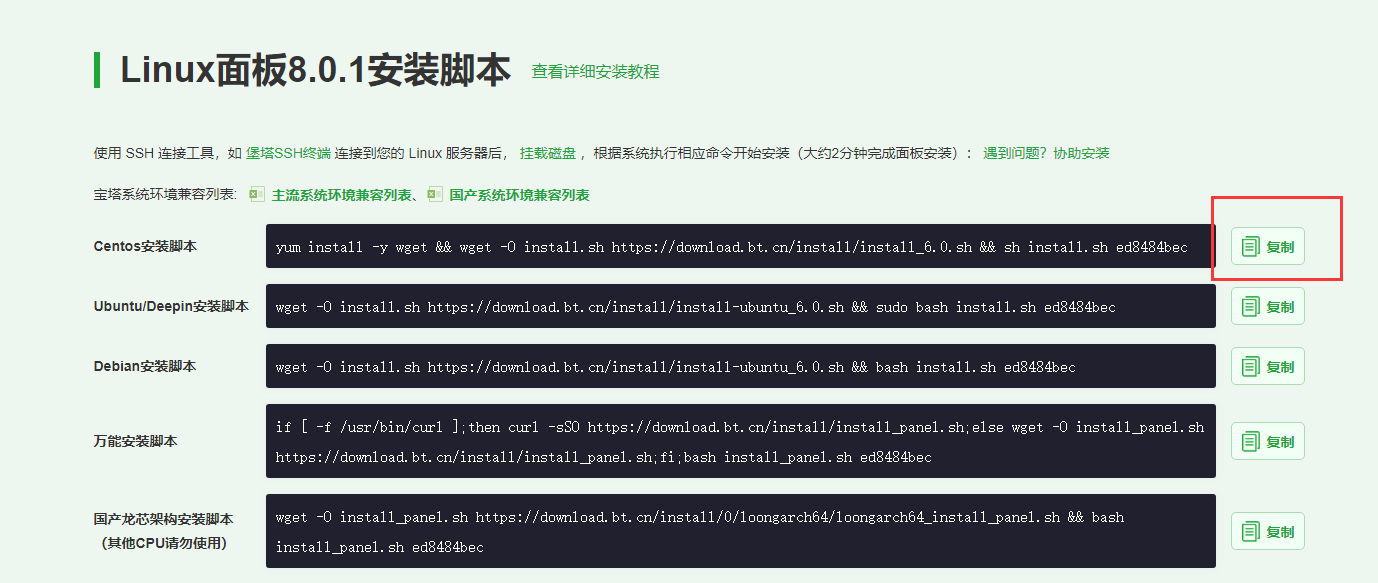 Linux面板8.0.1安装脚本 查看详细安装教程
使用 SSH 连接工具，如 堡塔SSH终端 连接到您的 Linux 服务器后， 挂载磁盘 ，根据系统执行相应命令开始安装（大约2分钟完成面板安装）： 遇到问题？协助安装
宝塔系统环境兼容列表: 主流系统环境兼容列表、 国产系统环境兼容列表
Centos安装脚本 yum install -y wget && wget -O install.sh https://download.bt.cn/install/install_6.0.sh && sh install.sh ed8484bec 复制
Ubuntu/Deepin安装脚本 wget -O install.sh https://download.bt.cn/install/install-ubuntu_6.0.sh && sudo bash install.sh ed8484bec 复制
Debian安装脚本 wget -O install.sh https://download.bt.cn/install/install-ubuntu_6.0.sh && bash install.sh ed8484bec 复制
万能安装脚本 if [ -f /usr/bin/curl ];then curl -sSO https://download.bt.cn/install/install_panel.sh;else wget -O install_panel.sh
https://download.bt.cn/install/install_panel.sh;fi;bash install_panel.sh ed8484bec 复制
国产龙芯架构安装脚本 wget -O install_panel.sh https://download.bt.cn/install/0/loongarch64/loongarch64_install_panel.sh && bash
（其他CPU请勿使用） install_panel.sh ed8484bec 复制